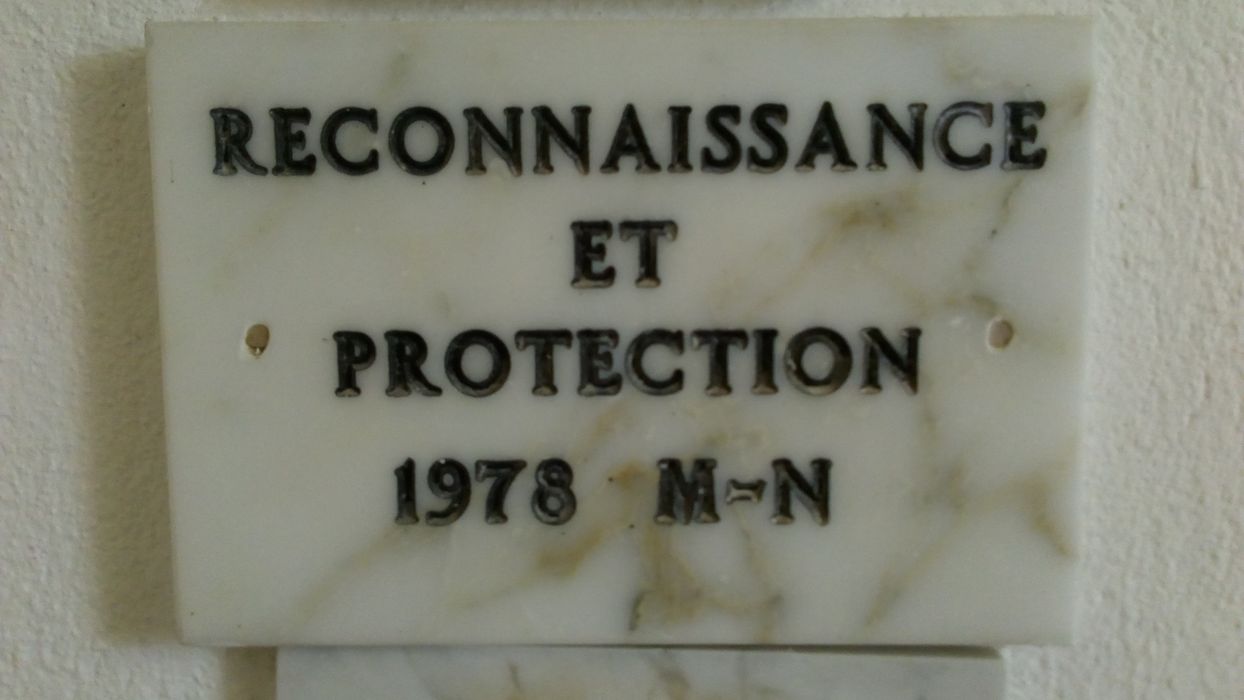 RECONNAISSANCE
ET
PROTECTION
1978 M-N